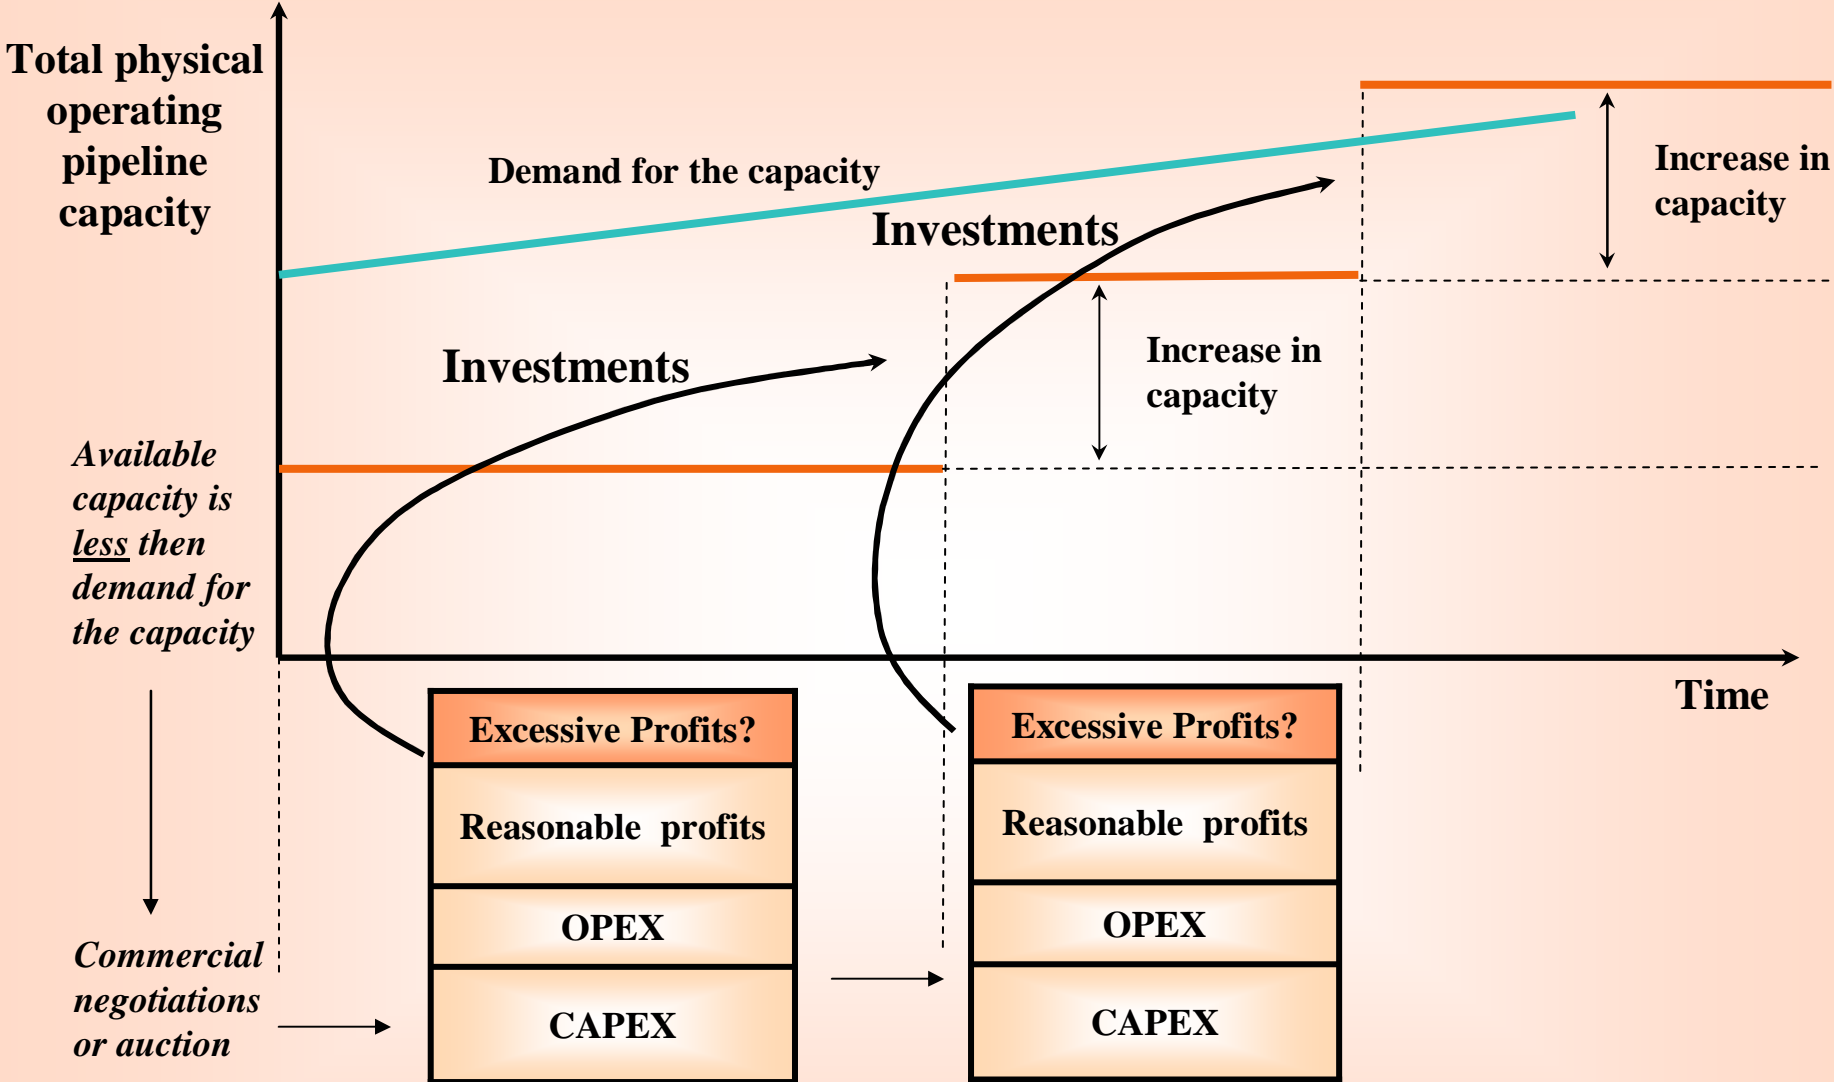 Total physical
operating
pipeline
capacity
Demand for the capacity
Investments
Increase in
capacity
Investments
Increase in
capacity
Available
capacity is
less then
demand for
the capacity
Time
Excessive Profits?
Reasonable profits
OPEX
CAPEX
Excessive Profits?
Reasonable profits
OPEX
CAPEX
Commercial
negotiations
or auction